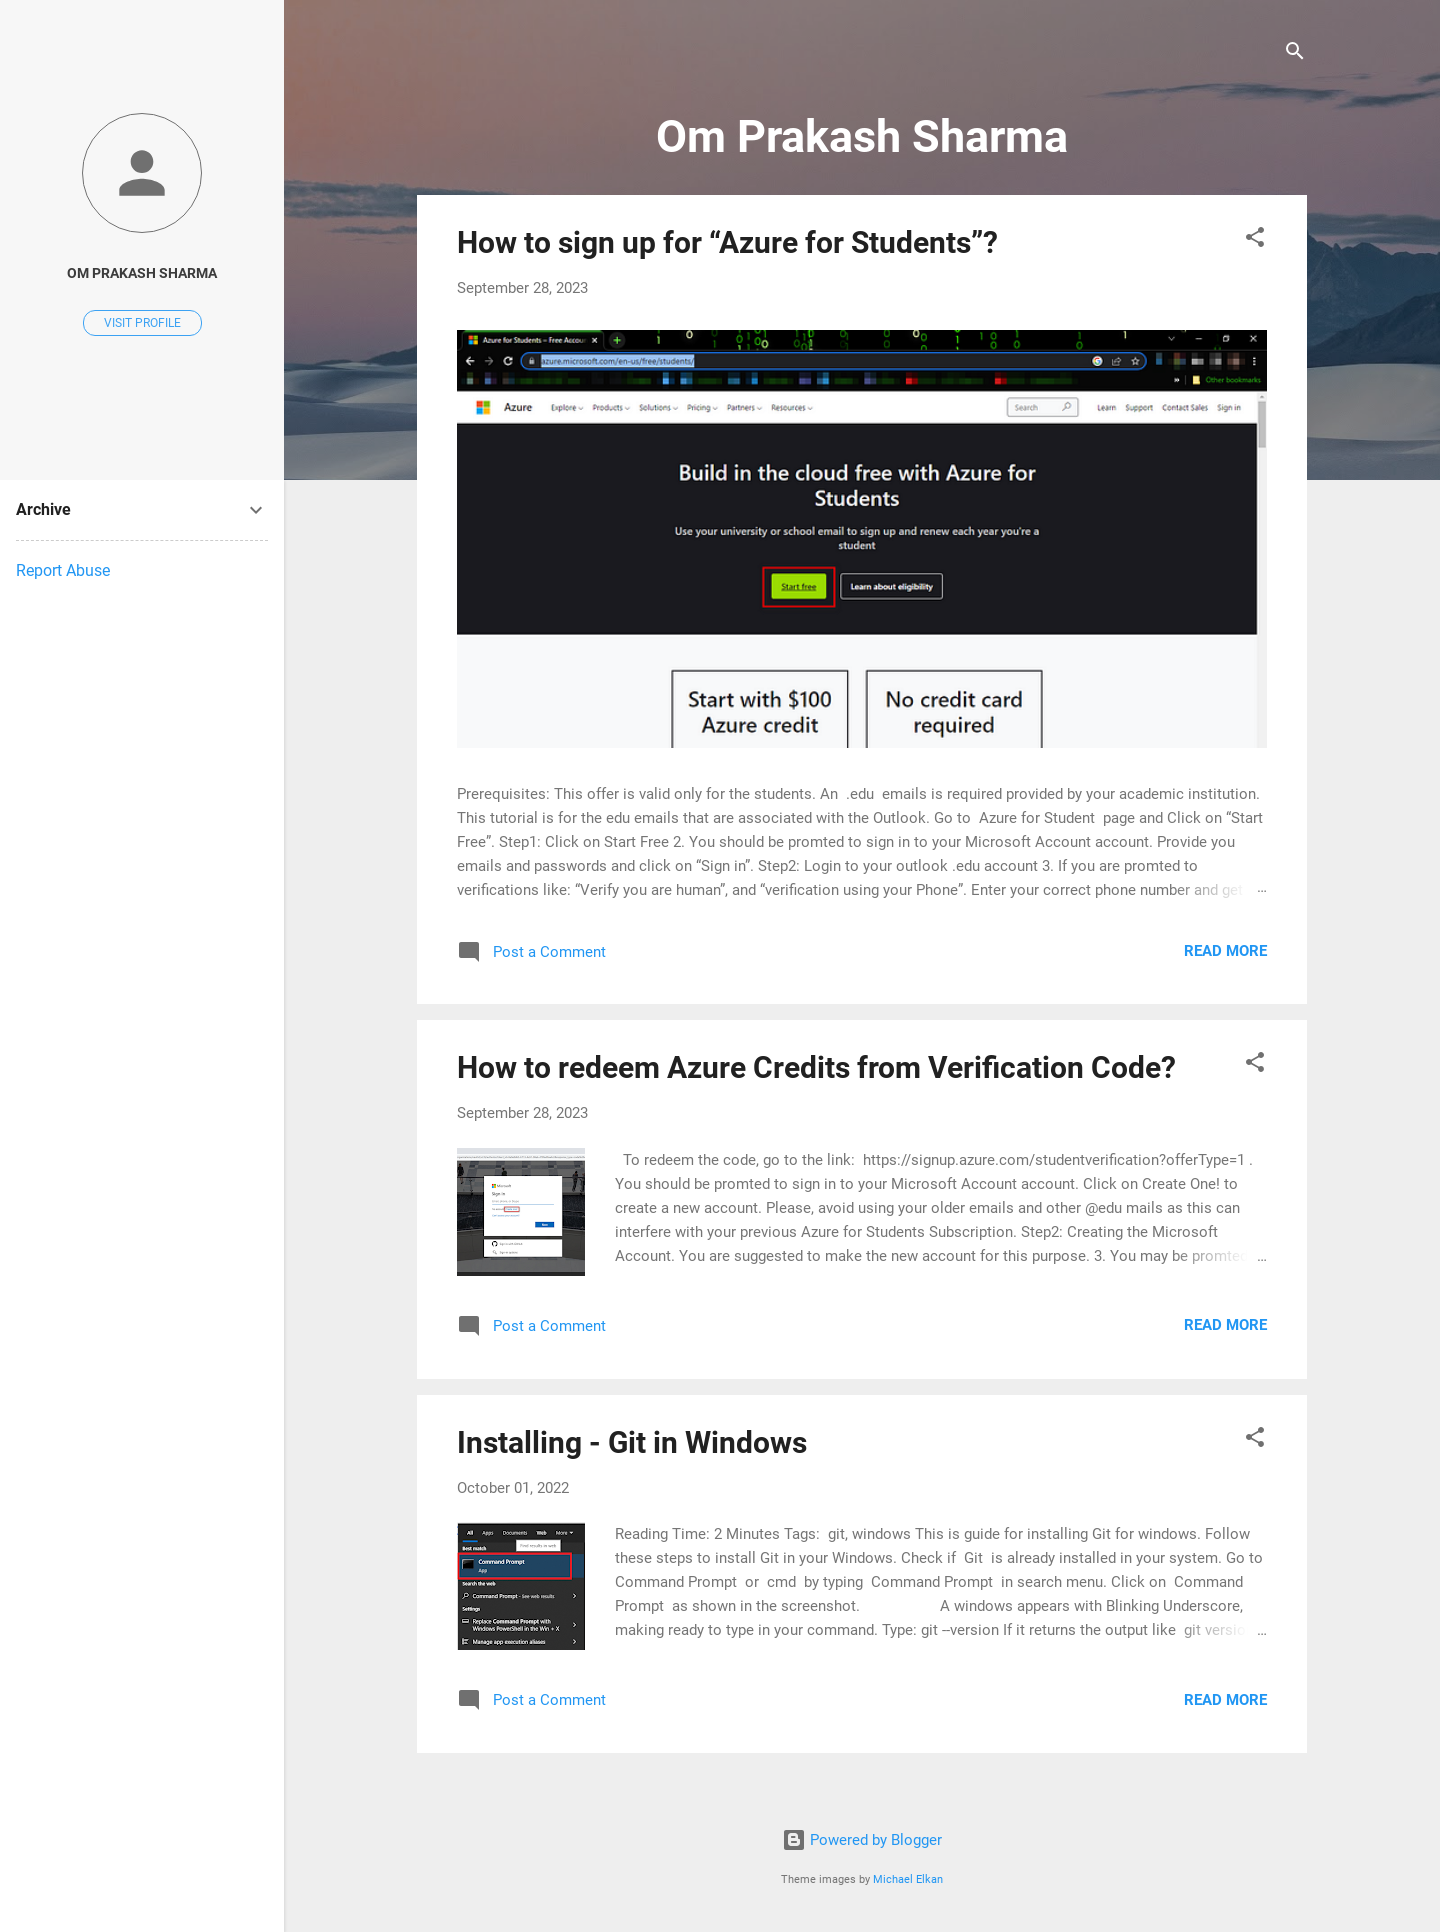 Om Prakash Sharma
OM PRAKASH SHARMA
VISIT PROFILE
Archive
Report Abuse
How to sign up for “Azure for Students”?
September 28, 2023
Azure for Students – Free Accou
azure.microsoft.com/en-us/free/students/
Other bookmarks
Azure Explore Products Solutions Pricing Partners Resources Search Learn Support Contact Sales Sign in
Build in the cloud free with Azure for
Students
Use your university or school email to sign up and renew each year you're a
student
Start free Learn about eligibility
Start with $100
Azure credit
No credit card
required
Prerequisites: This offer is valid only for the students. An .edu emails is required provided by your academic institution.
This tutorial is for the edu emails that are associated with the Outlook. Go to Azure for Student page and Click on “Start
Free”. Step1: Click on Start Free 2. You should be promted to sign in to your Microsoft Account account. Provide you
emails and passwords and click on “Sign in”. Step2: Login to your outlook .edu account 3. If you are promted to
verifications like: “Verify you are human”, and “verification using your Phone”. Enter your correct phone number and get ...
Post a Comment
READ MORE
How to redeem Azure Credits from Verification Code?
September 28, 2023
Microsoft
Sign in
To redeem the code, go to the link: https://signup.azure.com/studentverification?offerType=1 .
You should be promted to sign in to your Microsoft Account account. Click on Create One! to
create a new account. Please, avoid using your older emails and other @edu mails as this can
interfere with your previous Azure for Students Subscription. Step2: Creating the Microsoft
Account. You are suggested to make the new account for this purpose. 3. You may be promted ...
Post a Comment
READ MORE
Installing - Git in Windows
October 01, 2022
All Apps Documents Web More
Best match
Find results in web
Command Prompt
App
Search the web
Command Prompt - See web results
Settings
Replace Command Prompt with
Windows PowerShell in the Win + X
Manage app execution aliases
Reading Time: 2 Minutes Tags: git, windows This is guide for installing Git for windows. Follow
these steps to install Git in your Windows. Check if Git is already installed in your system. Go to
Command Prompt or cmd by typing Command Prompt in search menu. Click on Command
Prompt as shown in the screenshot. A windows appears with Blinking Underscore,
making ready to type in your command. Type: git --version If it returns the output like git versio ...
Post a Comment
READ MORE
Powered by Blogger
Theme images by Michael Elkan